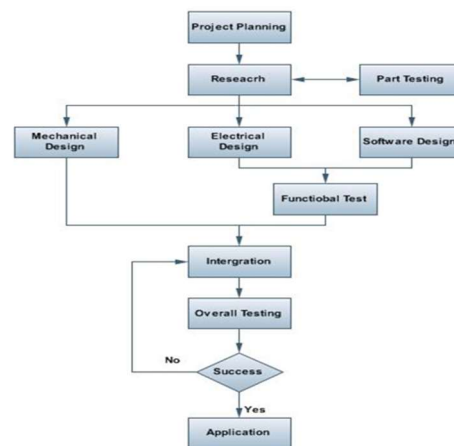 Project Planning
Reseacrh
Part Testing
Mechanical
Design
Electrical
Design
Software Design
Functiobal Test
Intergration
Overall Testing
No
Success
Yes
Application